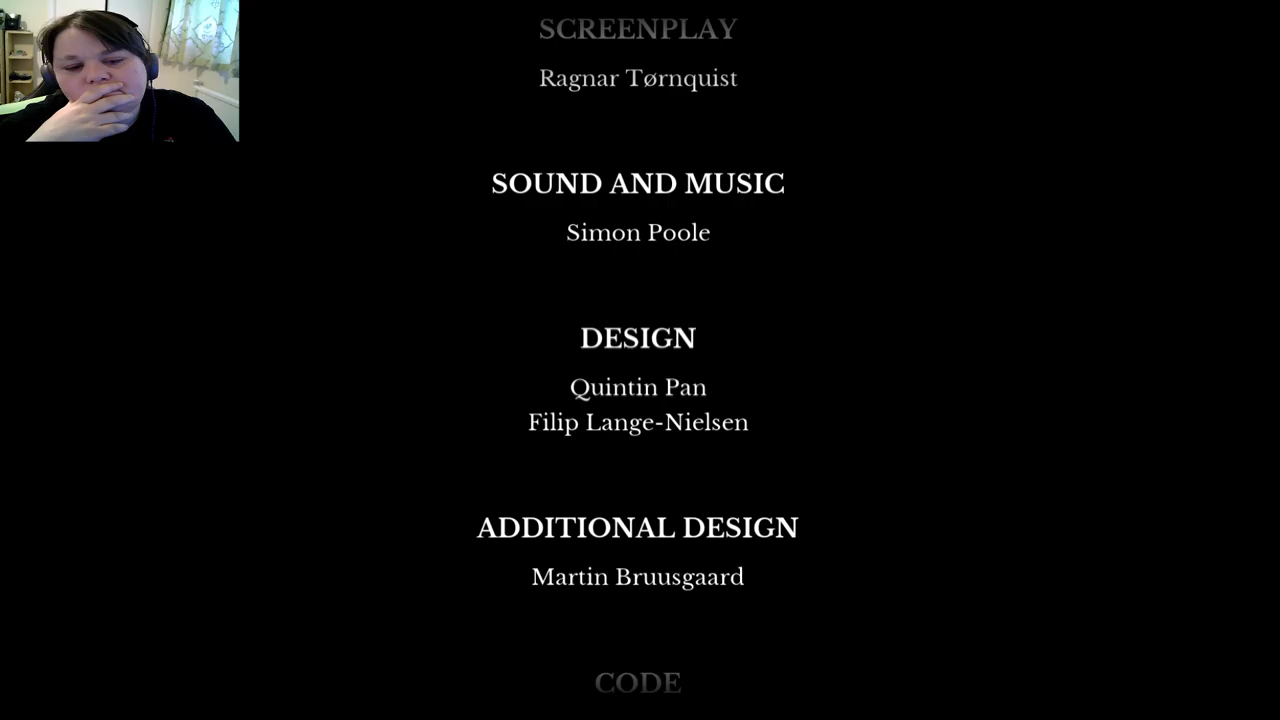 SCREENPLAY
Ragnar Tørnquist
SOUND AND MUSIC
Simon Poole
DESIGN
Quintin Pan
Filip Lange-Nielsen
ADDITIONAL DESIGN
Martin Bruusgaard
CODE